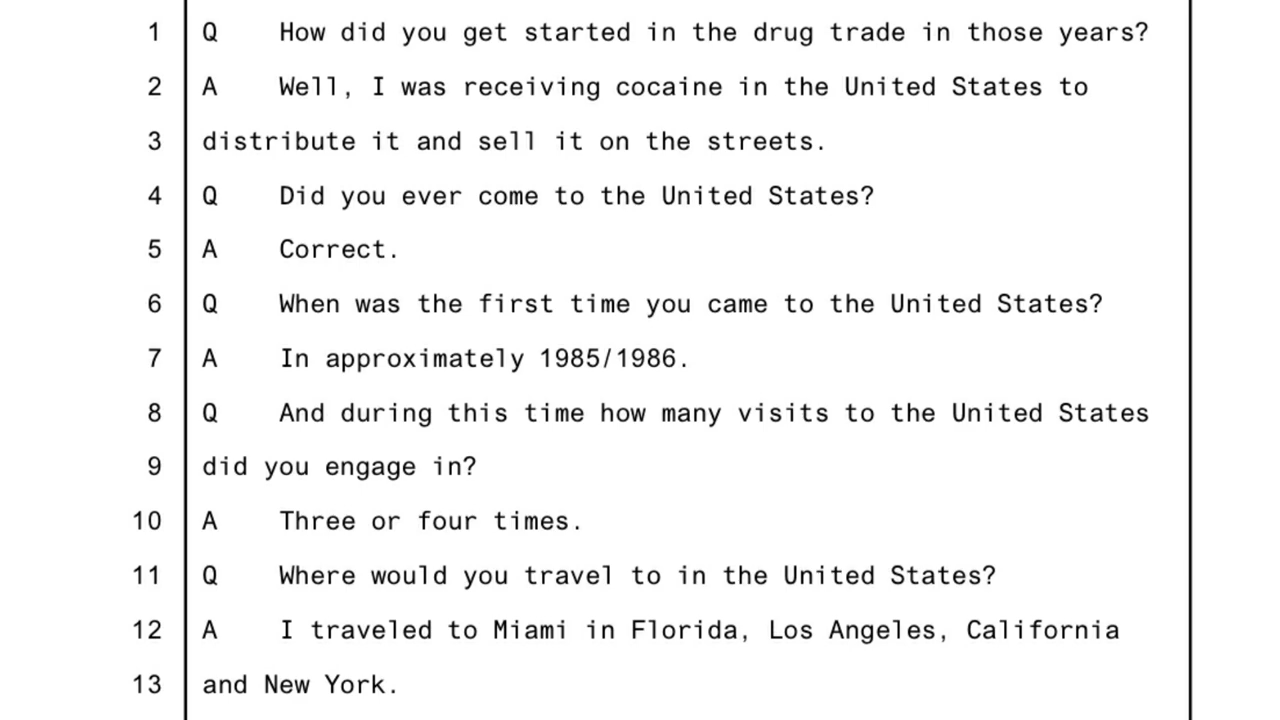 1 Q How did you get started in the drug trade in those years?
2 A Well, I was receiving cocaine in the United States to
3 distribute it and sell it on the streets.
4 Q Did you ever come to the United States?
5 A Correct.
6 Q When was the first time you came to the United States?
7 A In approximately 1985/1986.
8 Q And during this time how many visits to the United States
9 did you engage in?
10 A Three or four times.
11 Q Where would you travel to in the United States?
12 A I traveled to Miami in Florida, Los Angeles, California
13 and New York.